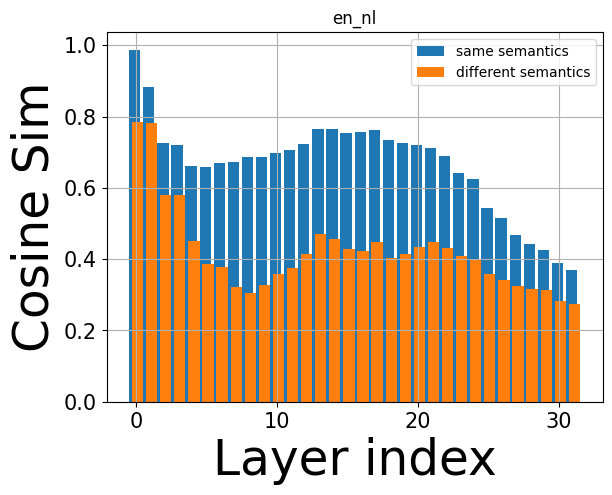 en_nl
same semantics
different semantics
Cosine Sim
1.0
0.8
0.6
0.4
0.2
0.0
0 10 20 30
Layer index